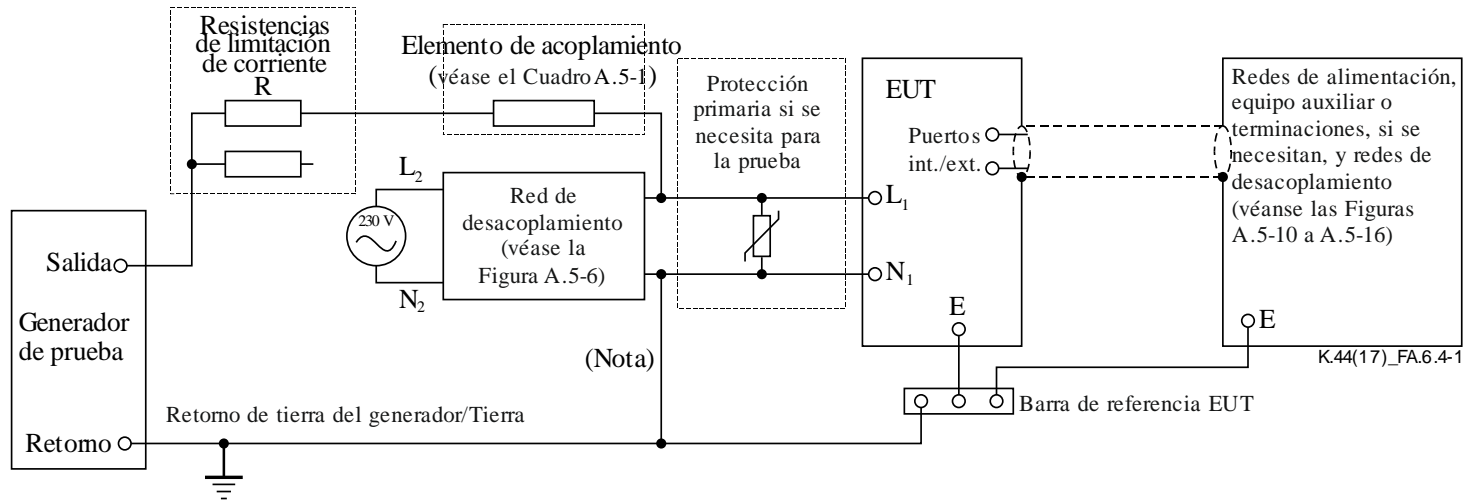 Resistencias
de limitación
de corriente
R
Elemento de acoplamiento
(véase el Cuadro A.5-1)
Protección
primaria si se
necesita para
la prueba
EUT
Puertos
int./ext.
Redes de alimentación,
equipo auxiliar o
terminaciones, si se
necesitan, y redes de
desacoplamiento
(véanse las Figuras
A.5-10 a A.5-16)
L₂
230 V
N₂
Red de
desacoplamiento
(véase la
Figura A.5-6)
L₁
N₁
E
E
Salida
Generador
de prueba
Retorno
(Nota)
K.44(17)_FA.6.4-1
Retorno de tierra del generador/Tierra
Barra de referencia EUT